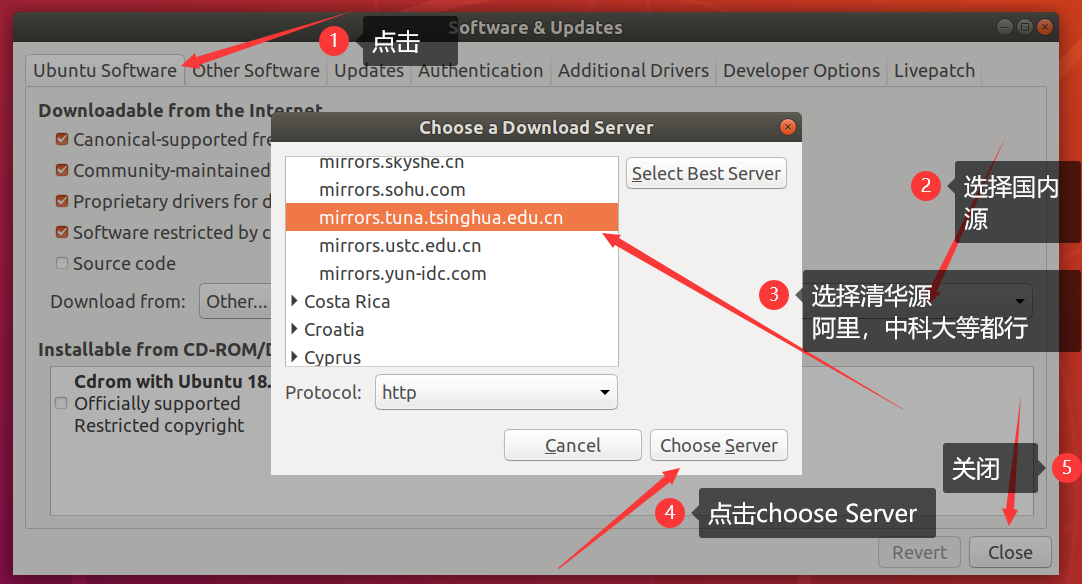 Software & Updates
1
点击
Ubuntu Software
Other Software
Updates
Authentication
Additional Drivers
Developer Options
Livepatch
Downloadable from the Internet
Canonical-supported fre
Community-maintained
Proprietary drivers for d
Software restricted by c
Source code
Download from:
Other...
Installable from CD-ROM/D
Cdrom with Ubuntu 18.
Officially supported
Restricted copyright
Choose a Download Server
mirrors.skyshe.cn
mirrors.sohu.com
mirrors.tuna.tsinghua.edu.cn
mirrors.ustc.edu.cn
mirrors.yun-idc.com
Costa Rica
Croatia
Cyprus
Select Best Server
Protocol:
http
Cancel
Choose Server
2
选择国内
源
3
选择清华源
阿里，中科大等都行
4
点击choose Server
关闭
5
Revert
Close